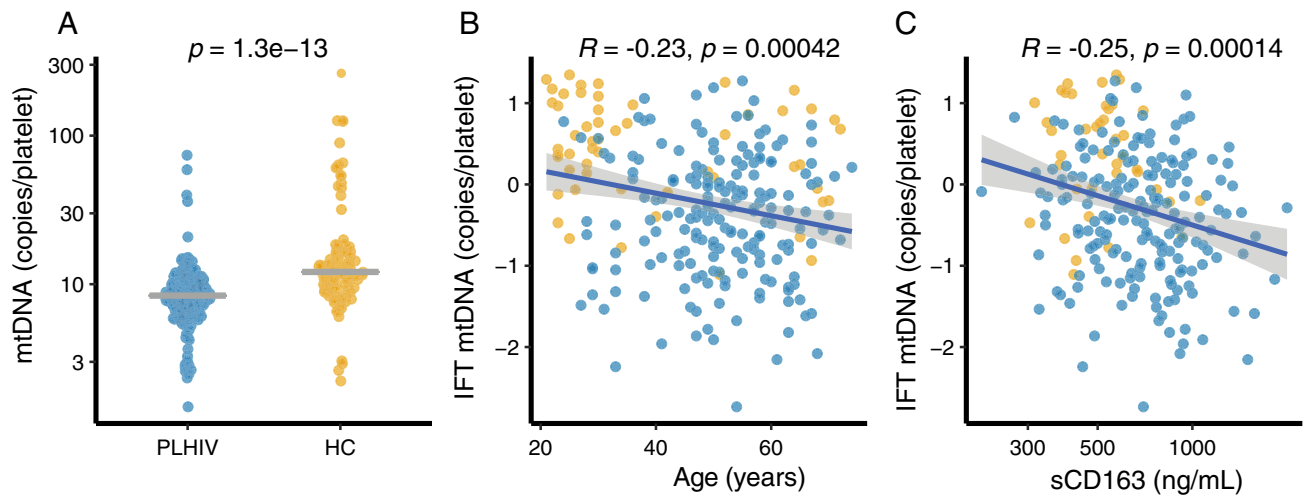 A
p = 1.3e−13
mtDNA (copies/platelet)
300
100
30
10
3
PLHIV
HC
B
R = -0.23, p = 0.00042
IFT mtDNA (copies/platelet)
1
0
−1
−2
20
40
60
Age (years)
C
R = -0.25, p = 0.00014
IFT mtDNA (copies/platelet)
1
0
−1
−2
300
500
1000
sCD163 (ng/mL)